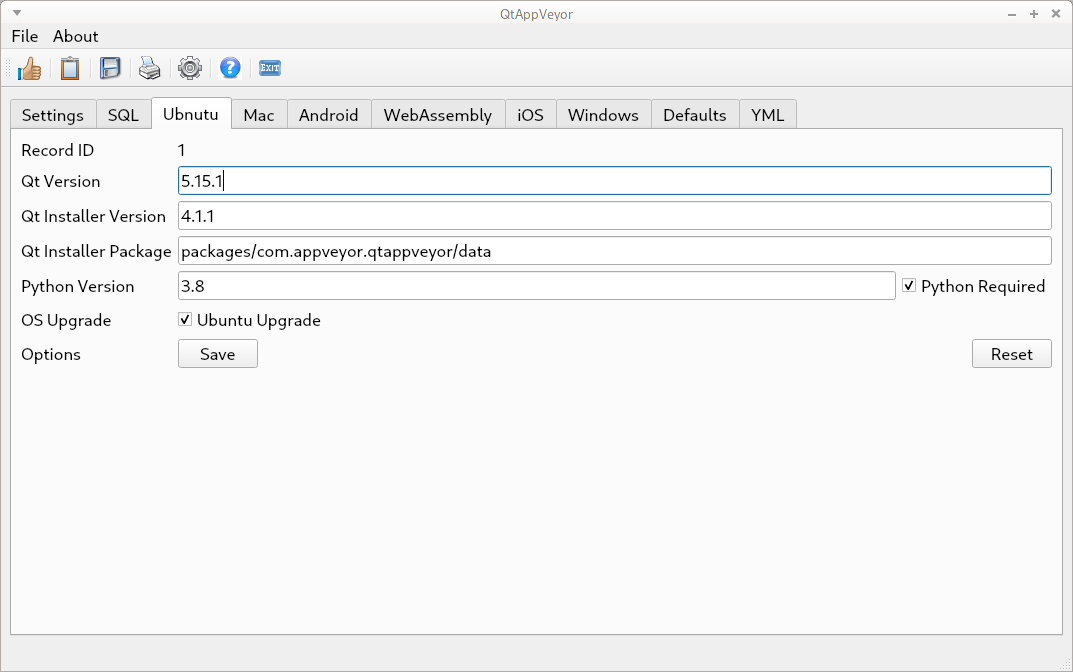 QtAppVeyor
File About
EXIT
Settings SQL Ubnutu Mac Android WebAssembly iOS Windows Defaults YML
Record ID 1
Qt Version 5.15.1
Qt Installer Version 4.1.1
Qt Installer Package packages/com.appveyor.qtappveyor/data
Python Version 3.8 Python Required
OS Upgrade Ubuntu Upgrade
Options Save Reset